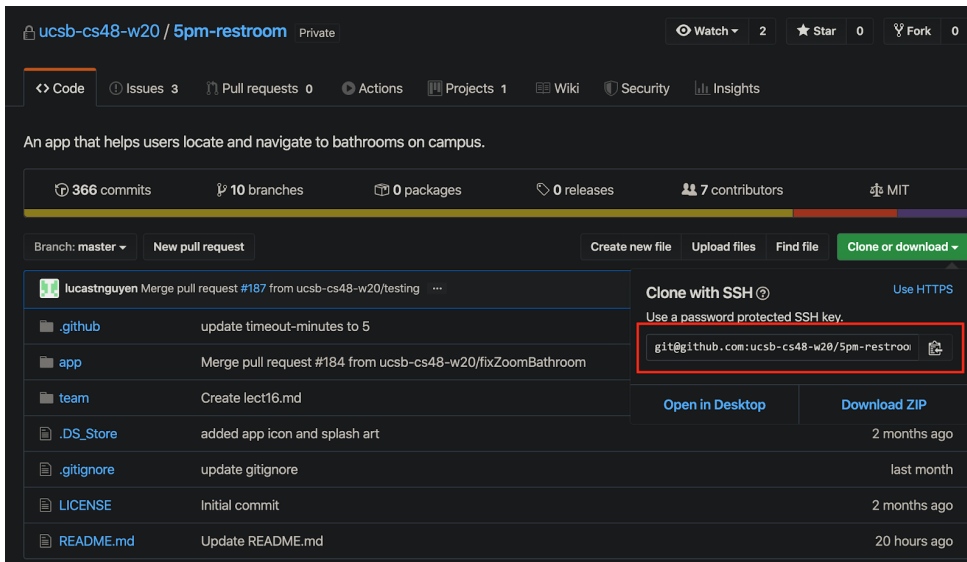 ucsb-cs48-w20 / 5pm-restroom Private Watch 2 Star 0 Fork 0
Code Issues 3 Pull requests 0 Actions Projects 1 Wiki Security Insights
An app that helps users locate and navigate to bathrooms on campus.
366 commits 10 branches 0 packages 0 releases 7 contributors MIT
Branch: master New pull request Create new file Upload files Find file Clone or download
lucastnguyen Merge pull request #187 from ucsb-cs48-w20/testing ...
Clone with SSH ? Use HTTPS
Use a password protected SSH key.
git@github.com:ucsb-cs48-w20/5pm-restroo
Open in Desktop Download ZIP
.github update timeout-minutes to 5
app Merge pull request #184 from ucsb-cs48-w20/fixZoomBathroom
team Create lect16.md
.DS_Store added app icon and splash art 2 months ago
.gitignore update gitignore last month
LICENSE Initial commit 2 months ago
README.md Update README.md 20 hours ago